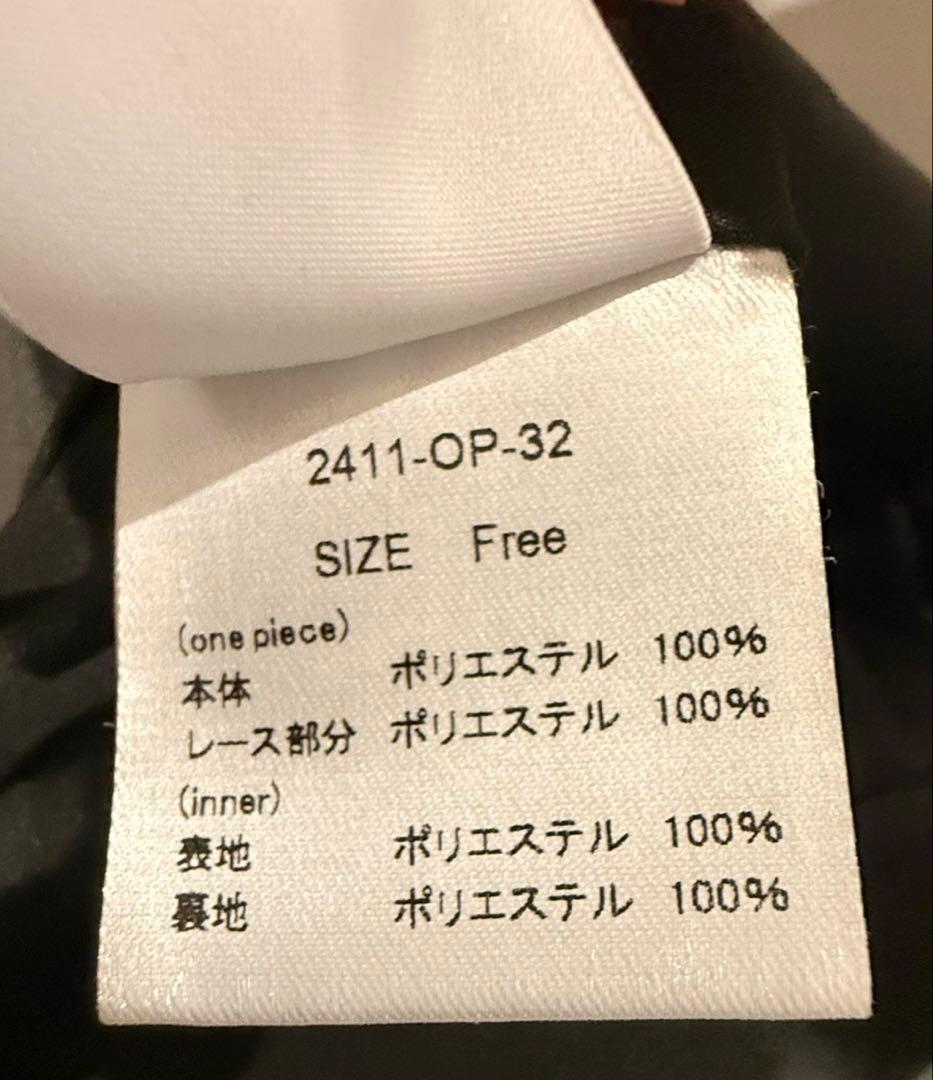 2411-OP-32
SIZE Free
(one piece)
本体 ポリエステル 100%
レース部分 ポリエステル 100%
(inner)
表地 ポリエステル 100%
裏地 ポリエステル 100%